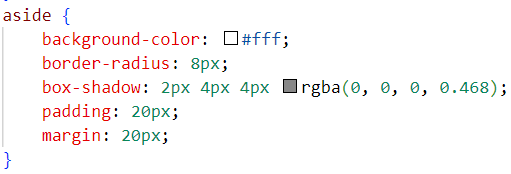 aside {
    background-color: #fff;
    border-radius: 8px;
    box-shadow: 2px 4px 4px rgba(0, 0, 0, 0.468);
    padding: 20px;
    margin: 20px;
}